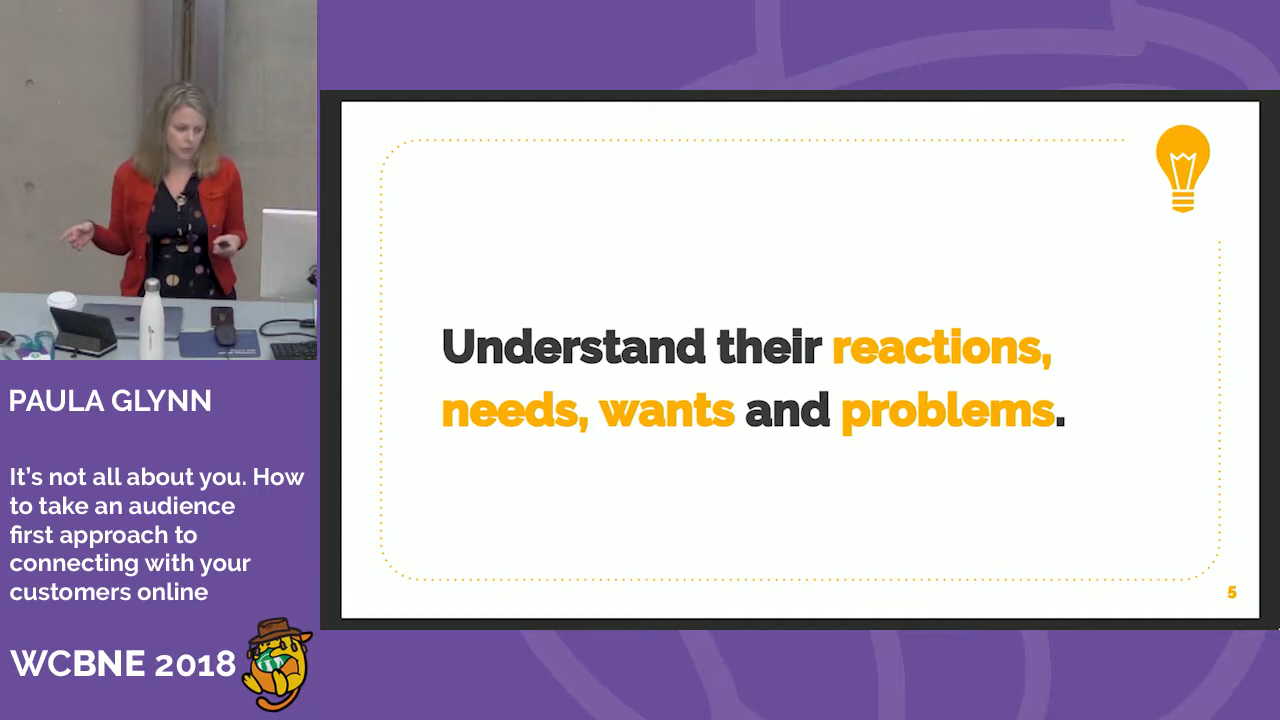 PAULA GLYNN
It's not all about you. How
to take an audience
first approach to
connecting with your
customers online
WCBNE 2018
Understand their reactions,
needs, wants and problems.
5